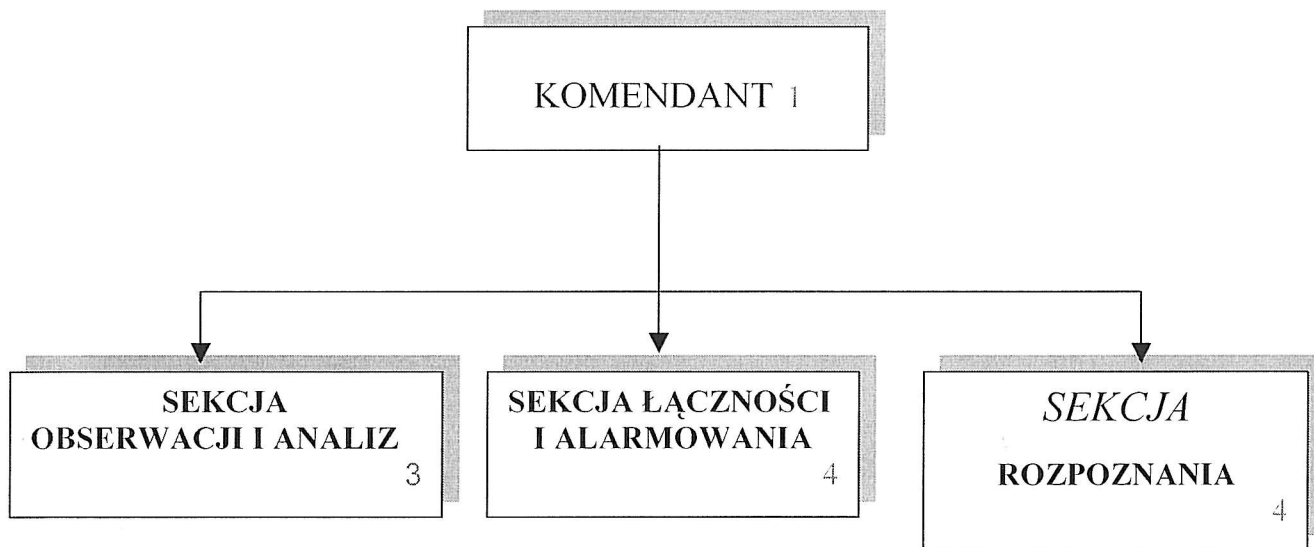 KOMENDANT 1
SEKCJA
OBSERWACJI I ANALIZ
3
SEKCJA ŁĄCZNOŚCI
I ALARMOWANIA
4
SEKCJA
ROZPOZNANIA
4